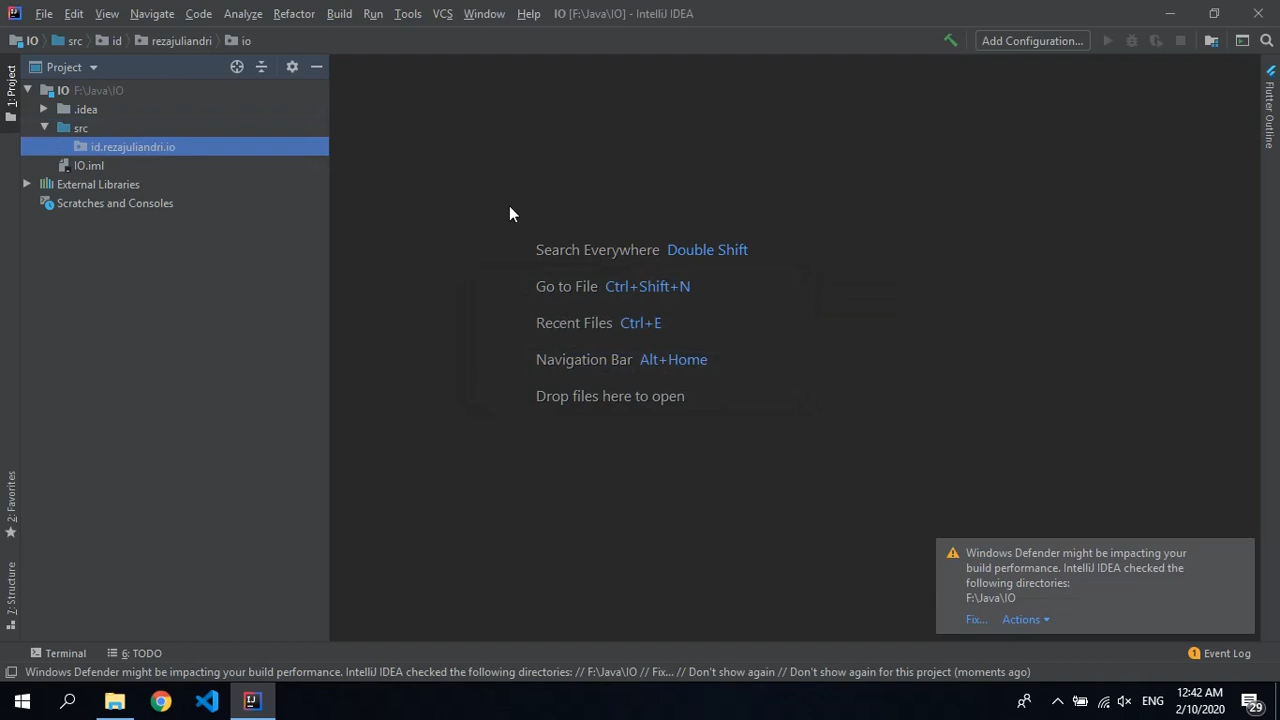 File Edit View Navigate Code Analyze Refactor Build Run Tools VCS Window Help IO [F:\Java\IO] - IntelliJ IDEA
IO src id rezajuliandri io Add Configuration...
Project
1: Project
IO F:\Java\IO
.idea
src
id.rezajuliandri.io
IO.iml
External Libraries
Scratches and Consoles
Flutter Outline
Search Everywhere Double Shift
Go to File Ctrl+Shift+N
Recent Files Ctrl+E
Navigation Bar Alt+Home
Drop files here to open
2: Favorites
7: Structure
Windows Defender might be impacting your
build performance. IntelliJ IDEA checked the
following directories:
F:\Java\IO
Fix... Actions
Terminal 6: TODO 1 Event Log
Windows Defender might be impacting your build performance. IntelliJ IDEA checked the following directories: // F:\Java\IO // Fix... // Don't show again // Don't show again for this project (moments ago)
ENG 12:42 AM
2/10/2020 29